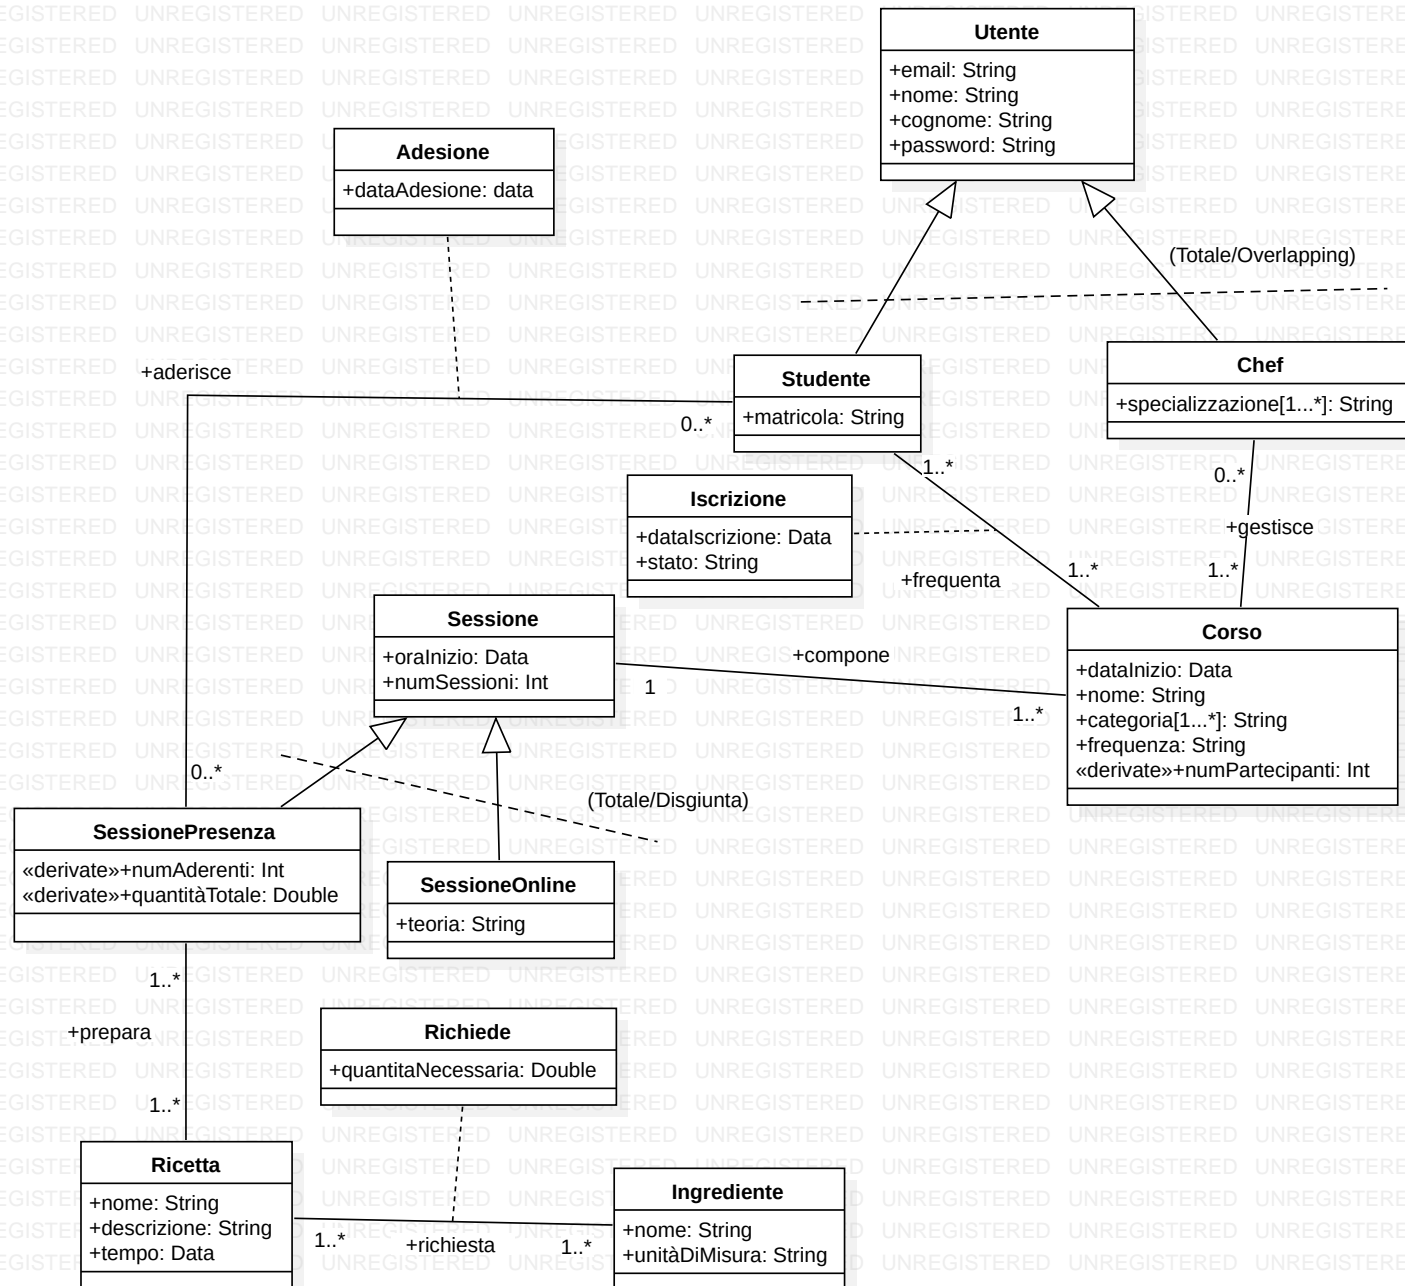 Utente
+email: String
+nome: String
+cognome: String
+password: String
Adesione
+dataAdesione: data
(Totale/Overlapping)
+aderisce
Studente
+matricola: String
0..*
Chef
+specializzazione[1...*]: String
1..*
0..*
Iscrizione
+dataIscrizione: Data
+stato: String
+gestisce
+frequenta
1..*
1..*
Sessione
+oraInizio: Data
+numSessioni: Int
+compone
1
1..*
Corso
+dataInizio: Data
+nome: String
+categoria[1...*]: String
+frequenza: String
«derivate»+numPartecipanti: Int
0..*
(Totale/Disgiunta)
SessionePresenza
«derivate»+numAderenti: Int
«derivate»+quantitàTotale: Double
SessioneOnline
+teoria: String
1..*
+prepara
1..*
Richiede
+quantitaNecessaria: Double
Ricetta
+nome: String
+descrizione: String
+tempo: Data
1..*
+richiesta
1..*
Ingrediente
+nome: String
+unitàDiMisura: String
UNREGISTERED